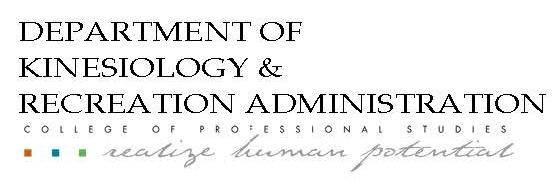 DEPARTMENT OF
KINESIOLOGY &
RECREATION ADMINISTRATION
COLLEGE OF PROFESSIONAL STUDIES
realize human potential